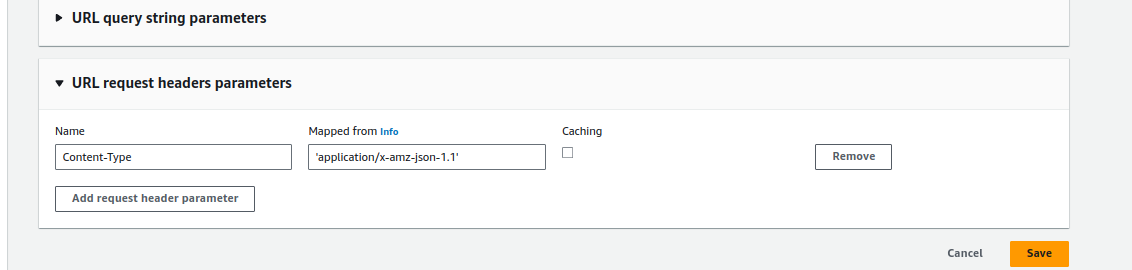 URL query string parameters
URL request headers parameters
Name Mapped from Info Caching
Content-Type 'application/x-amz-json-1.1' Remove
Add request header parameter
Cancel Save